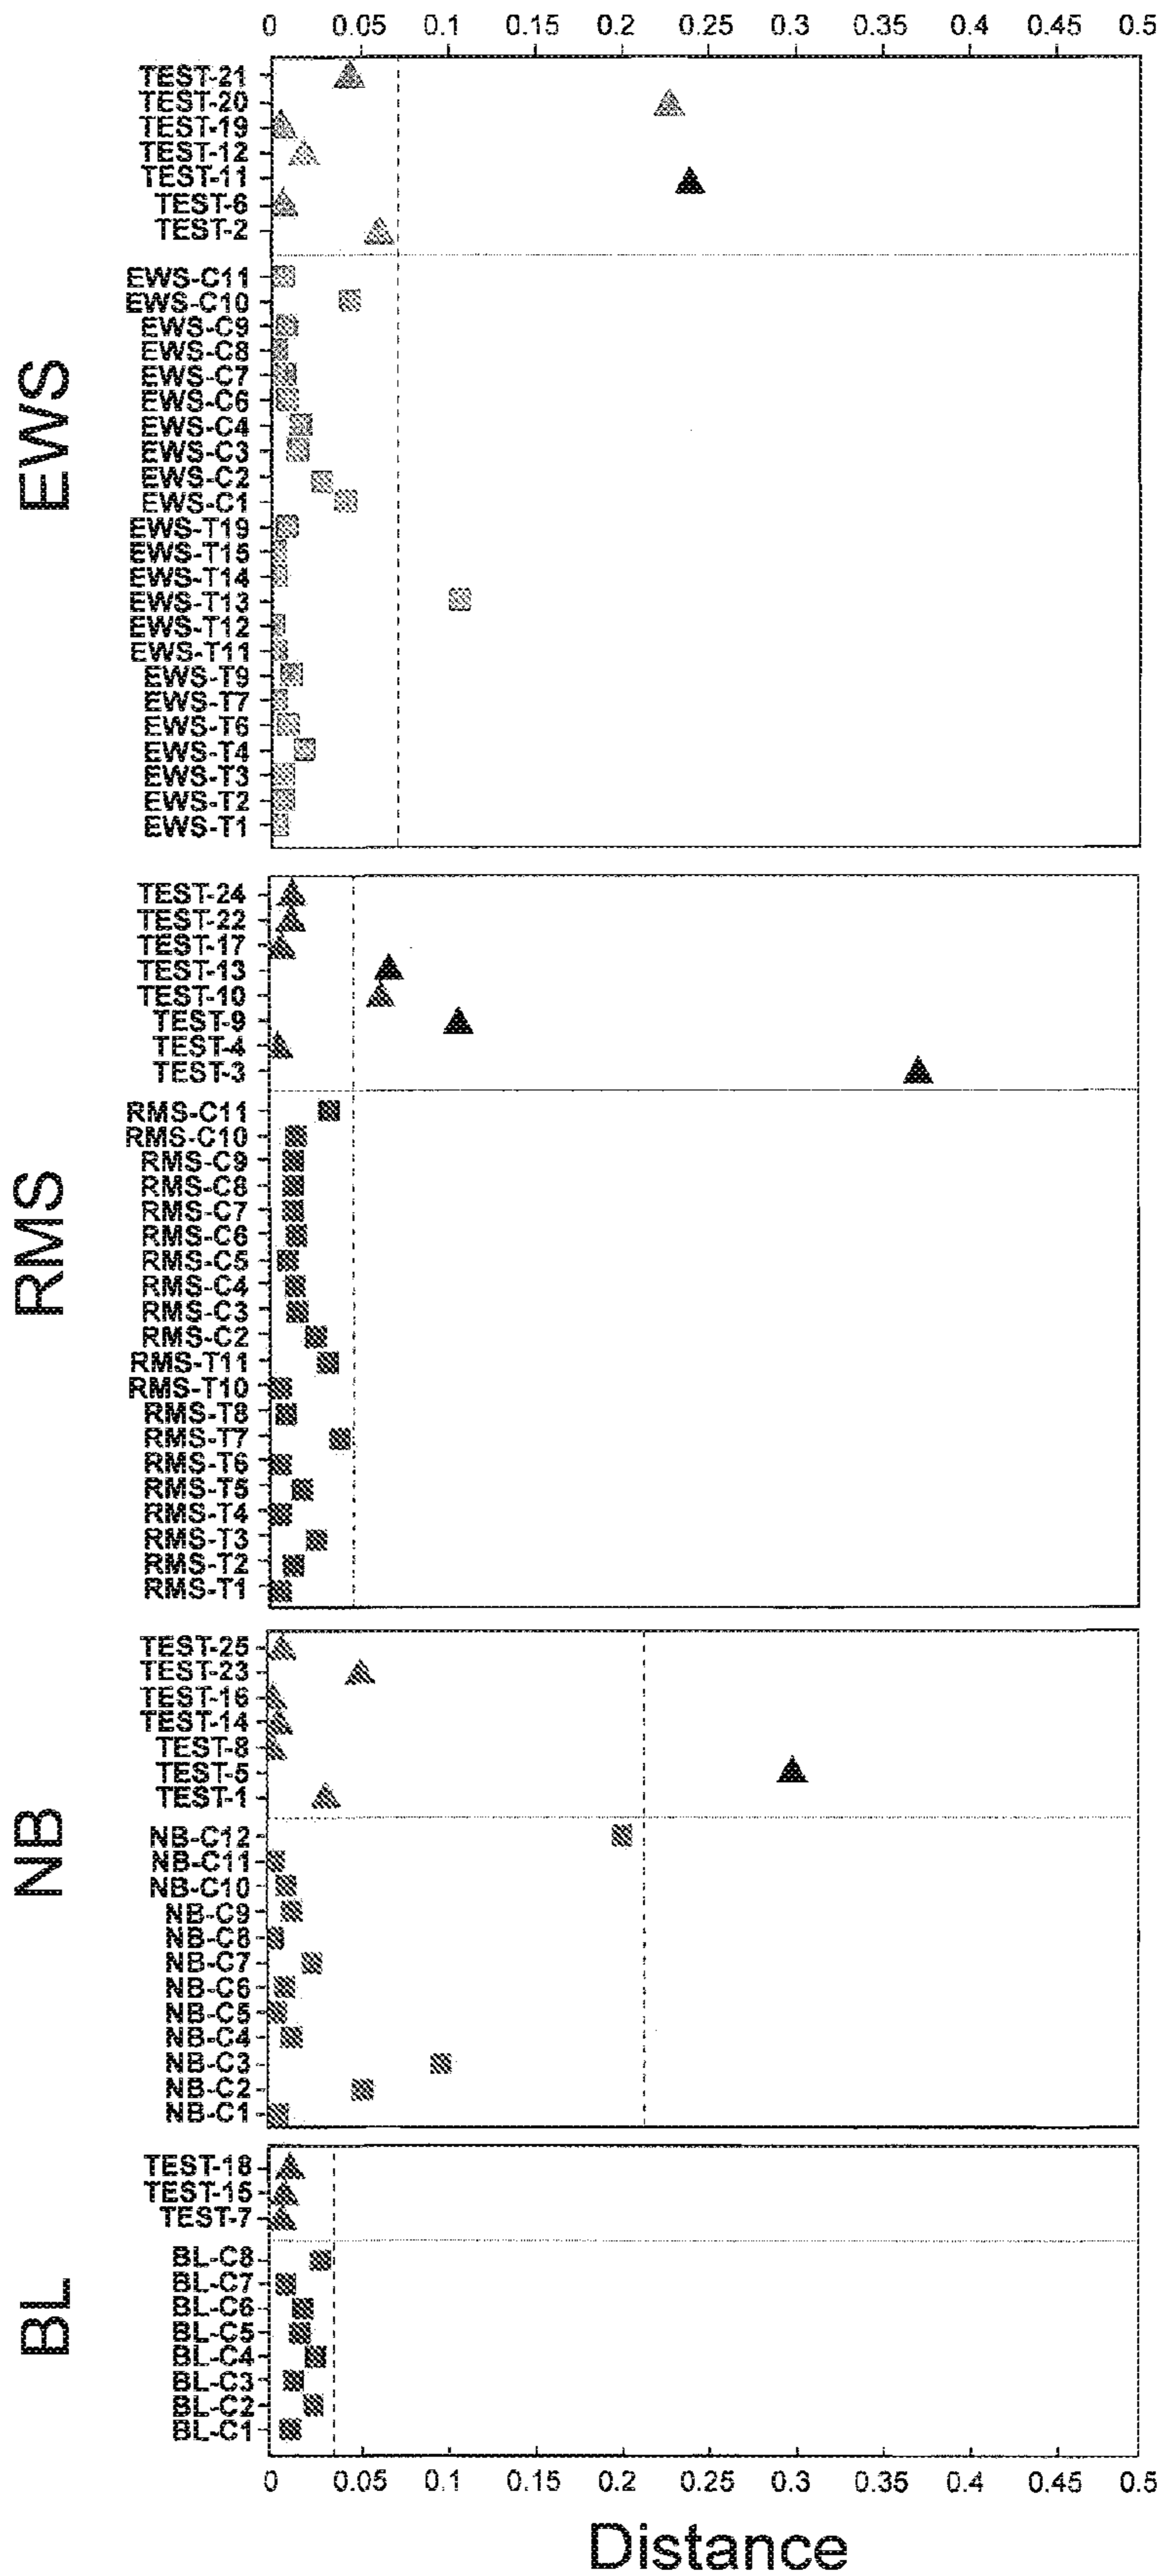 0 0.05 0.1 0.15 0.2 0.25 0.3 0.35 0.4 0.45 0.5
EWS
TEST-21
TEST-20
TEST-19
TEST-12
TEST-11
TEST-6
TEST-2
EWS-C11
EWS-C10
EWS-C9
EWS-C8
EWS-C7
EWS-C6
EWS-C4
EWS-C3
EWS-C2
EWS-C1
EWS-T19
EWS-T15
EWS-T14
EWS-T13
EWS-T12
EWS-T11
EWS-T9
EWS-T7
EWS-T6
EWS-T4
EWS-T3
EWS-T2
EWS-T1
RMS
TEST-24
TEST-22
TEST-17
TEST-13
TEST-10
TEST-9
TEST-4
TEST-3
RMS-C11
RMS-C10
RMS-C9
RMS-C8
RMS-C7
RMS-C6
RMS-C5
RMS-C4
RMS-C3
RMS-C2
RMS-T11
RMS-T10
RMS-T8
RMS-T7
RMS-T6
RMS-T5
RMS-T4
RMS-T3
RMS-T2
RMS-T1
NB
TEST-25
TEST-23
TEST-16
TEST-14
TEST-8
TEST-5
TEST-1
NB-C12
NB-C11
NB-C10
NB-C9
NB-C8
NB-C7
NB-C6
NB-C5
NB-C4
NB-C3
NB-C2
NB-C1
BL
TEST-18
TEST-15
TEST-7
BL-C8
BL-C7
BL-C6
BL-C5
BL-C4
BL-C3
BL-C2
BL-C1
0 0.05 0.1 0.15 0.2 0.25 0.3 0.35 0.4 0.45 0.5
Distance